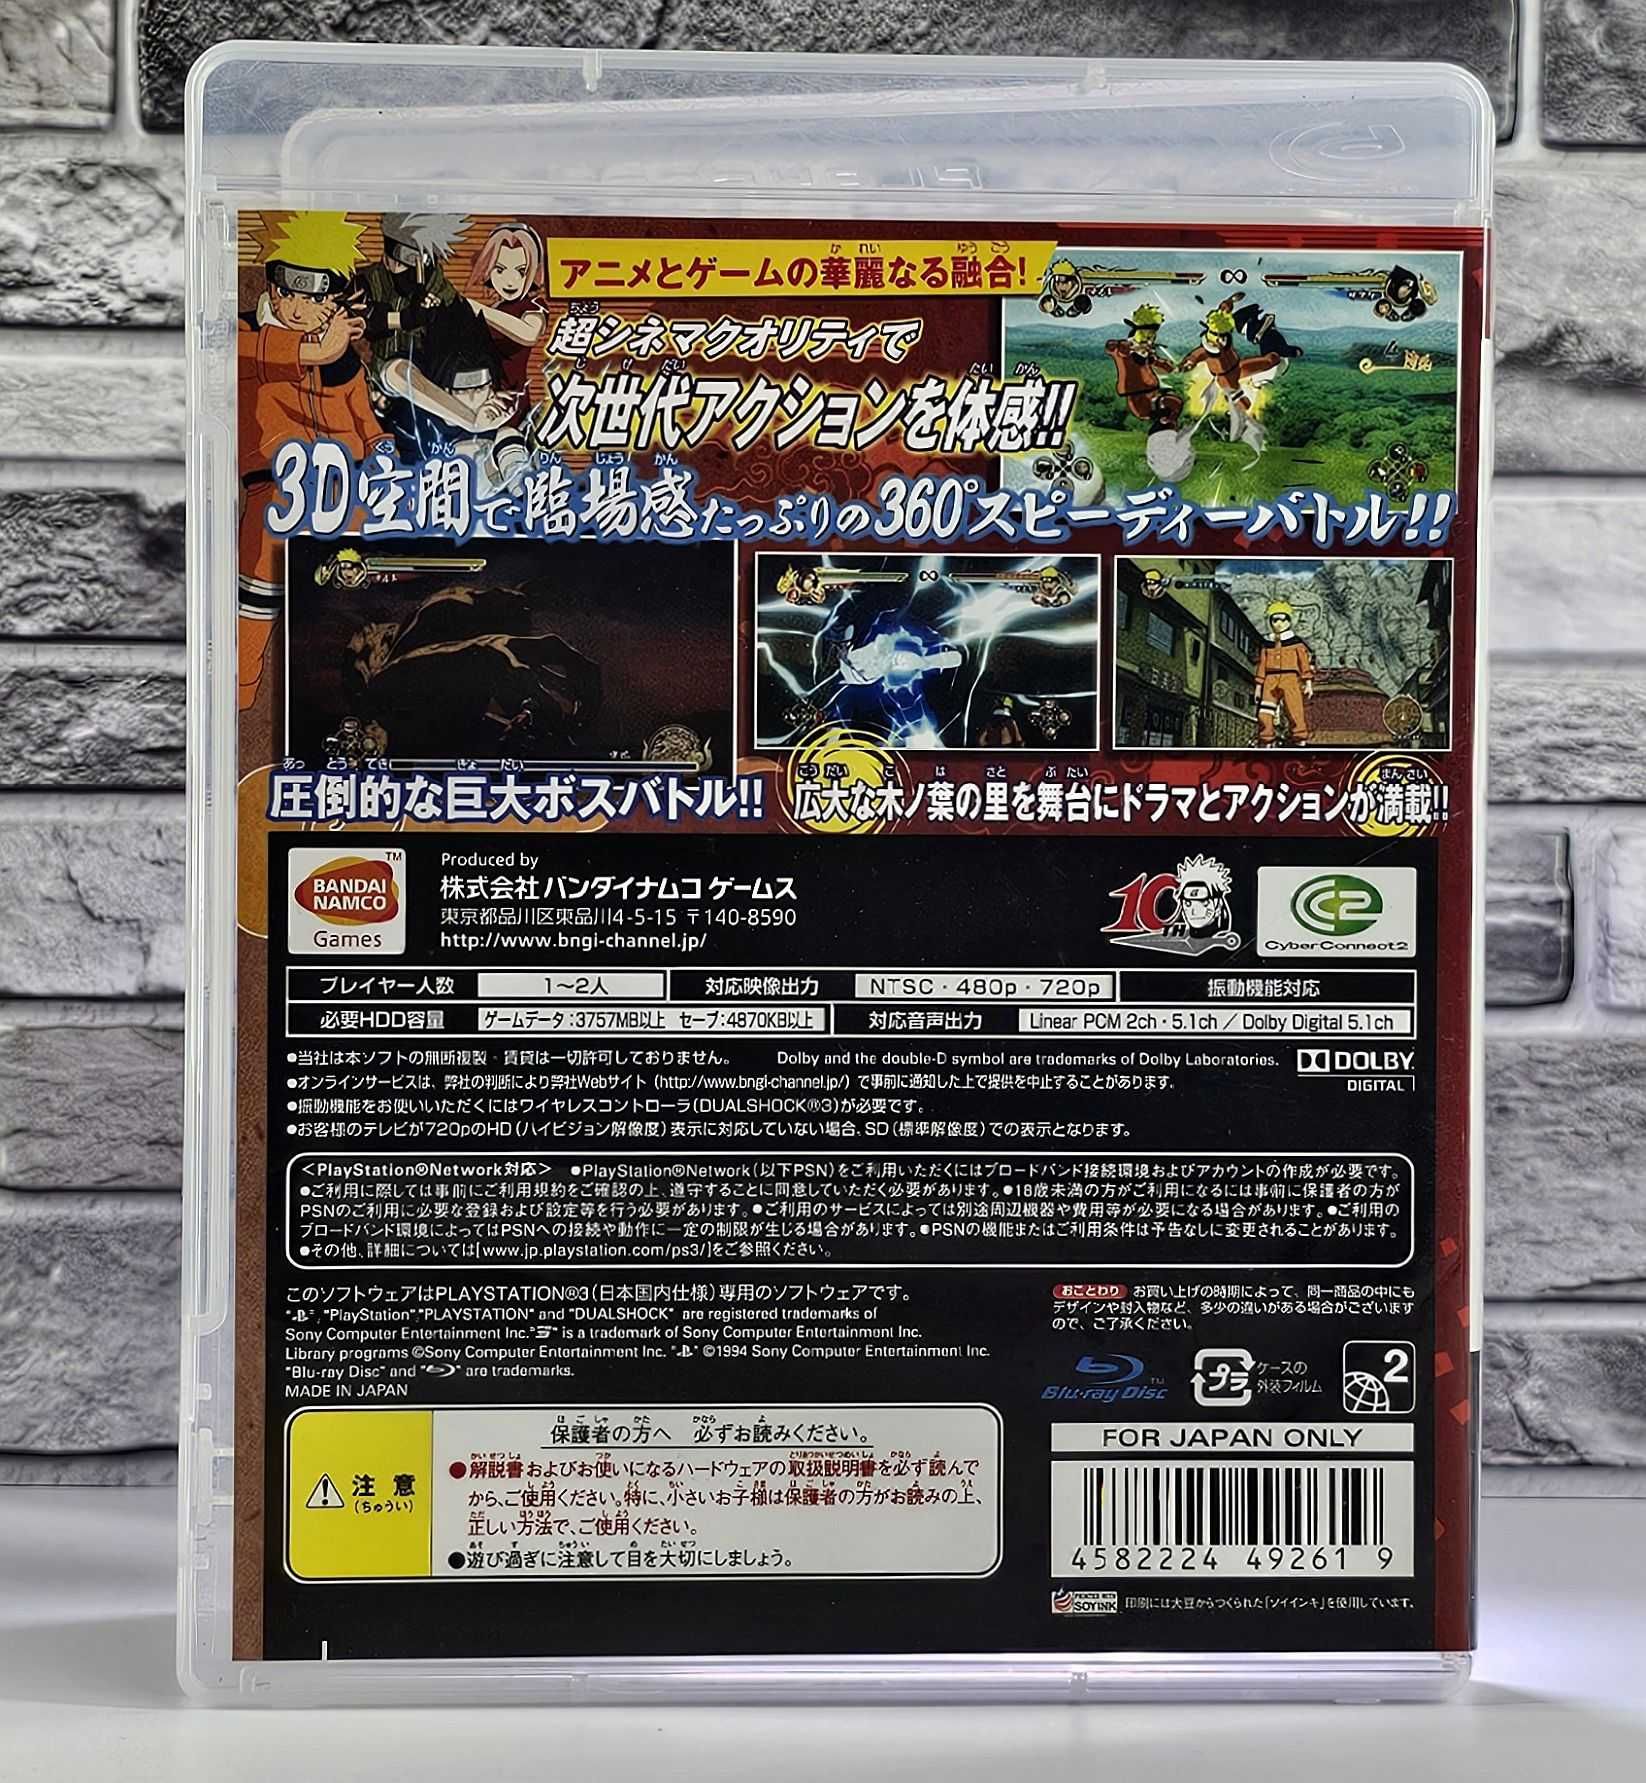 アニメとゲームの華麗なる融合!
超シネマクオリティで
次世代アクションを体感!!
3D空間で臨場感たっぷりの360°スピーディーバトル!!
圧倒的な巨大ボスバトル!!
広大な木ノ葉の里を舞台にドラマとアクションが満載!!
BANDAI NAMCO Games
Produced by
株式会社 バンダイナムコ ゲームス
東京都品川区東品川4-5-15 〒140-8590
http://www.bngi-channel.jp/
10TH
CyberConnect2
プレイヤー人数 1〜2人 対応映像出力 NTSC・480p・720p 振動機能対応
必要HDD容量 ゲームデータ:3757MB以上 セーブ:4870KB以上 対応音声出力 Linear PCM 2ch・5.1ch / Dolby Digital 5.1ch
●当社は本ソフトの無断複製・賃貸は一切許可しておりません。 Dolby and the double-D symbol are trademarks of Dolby Laboratories.
DOLBY DIGITAL
●オンラインサービスは、弊社の判断により弊社Webサイト(http://www.bngi-channel.jp/)で事前に通知した上で提供を中止することがあります。
●振動機能をお使いいただくにはワイヤレスコントローラ(DUALSHOCK®3)が必要です。
●お客様のテレビが720pのHD(ハイビジョン解像度)表示に対応していない場合、SD(標準解像度)での表示となります。
<PlayStation®Network対応> ●PlayStation®Network(以下PSN)をご利用いただくにはブロードバンド接続環境およびアカウントの作成が必要です。
●ご利用に際しては事前にご利用規約をご確認の上、遵守することに同意していただく必要があります。●18歳未満の方がご利用になるには事前に保護者の方が
PSNのご利用に必要な登録および設定等を行う必要があります。●ご利用のサービスによっては別途周辺機器や費用等が必要になる場合があります。●ご利用の
ブロードバンド環境によってはPSNへの接続や動作に一定の制限が生じる場合があります。●PSNの機能またはご利用条件は予告なしに変更されることがあります。
●その他、詳細については[www.jp.playstation.com/ps3/]をご参照ください。
このソフトウェアはPLAYSTATION®3(日本国内仕様)専用のソフトウェアです。
"PlayStation","PLAYSTATION" and "DUALSHOCK" are registered trademarks of
Sony Computer Entertainment Inc. " " is a trademark of Sony Computer Entertainment Inc.
Library programs ©Sony Computer Entertainment Inc. " " ©1994 Sony Computer Entertainment Inc.
"Blu-ray Disc" and " " are trademarks.
MADE IN JAPAN
おことわり お買い上げの時期によって、同一商品の中にも
デザインや封入物など、多少の違いがある場合がございます
ので、ご了承ください。
Blu-ray Disc
プラ
ケースの
外装フィルム
2
FOR JAPAN ONLY
4582224 49261 9
SOY INK 印刷には大豆からつくられた「ソイインキ」を使用しています。
注意
(ちゅうい)
保護者の方へ 必ずお読みください。
●解説書およびお使いになるハードウェアの取扱説明書を必ず読んで
から、ご使用ください。特に、小さいお子様は保護者の方がお読みの上、
正しい方法で、ご使用ください。
●遊び過ぎに注意して目を大切にしましょう。